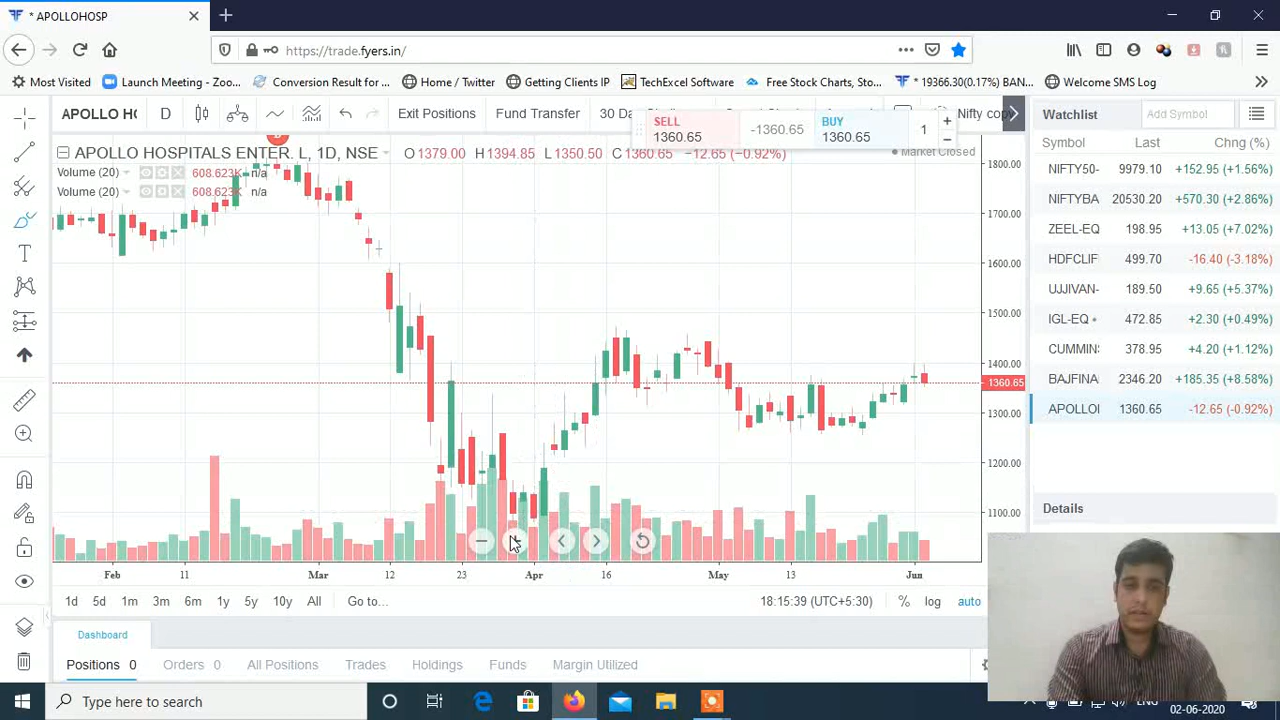 * APOLLOHOSP
https://trade.fyers.in/
Most Visited
Launch Meeting - Zoo...
Conversion Result for ...
Home / Twitter
Getting Clients IP
TechExcel Software
Free Stock Charts, Sto...
* 19366.30(0.17%) BAN...
Welcome SMS Log
APOLLO HO
D
Exit Positions
Fund Transfer
30 Da
Nifty cop
SELL
1360.65
-1360.65
BUY
1360.65
1
APOLLO HOSPITALS ENTER. L, 1D, NSE
O 1379.00 H 1394.85 L 1350.50 C 1360.65 −12.65 (−0.92%)
Market Closed
Volume (20) 608.623K n/a
Volume (20) 608.623K n/a
1800.00
1700.00
1600.00
1500.00
1400.00
1360.65
1300.00
1200.00
1100.00
Feb 11 Mar 12 23 Apr 16 May 13 Jun
1d 5d 1m 3m 6m 1y 5y 10y All Go to...
18:15:39 (UTC+5:30) % log auto
Dashboard
Positions 0 Orders 0 All Positions Trades Holdings Funds Margin Utilized
Watchlist
Add Symbol
Symbol Last Chng (%)
NIFTY50- 9979.10 +152.95 (+1.56%)
NIFTYBA 20530.20 +570.30 (+2.86%)
ZEEL-EQ 198.95 +13.05 (+7.02%)
HDFCLIF 499.70 -16.40 (-3.18%)
UJJIVAN- 189.50 +9.65 (+5.37%)
IGL-EQ 472.85 +2.30 (+0.49%)
CUMMIN: 378.95 +4.20 (+1.12%)
BAJFINA 2346.20 +185.35 (+8.58%)
APOLLOI 1360.65 -12.65 (-0.92%)
Details
Type here to search
ENG
02-06-2020